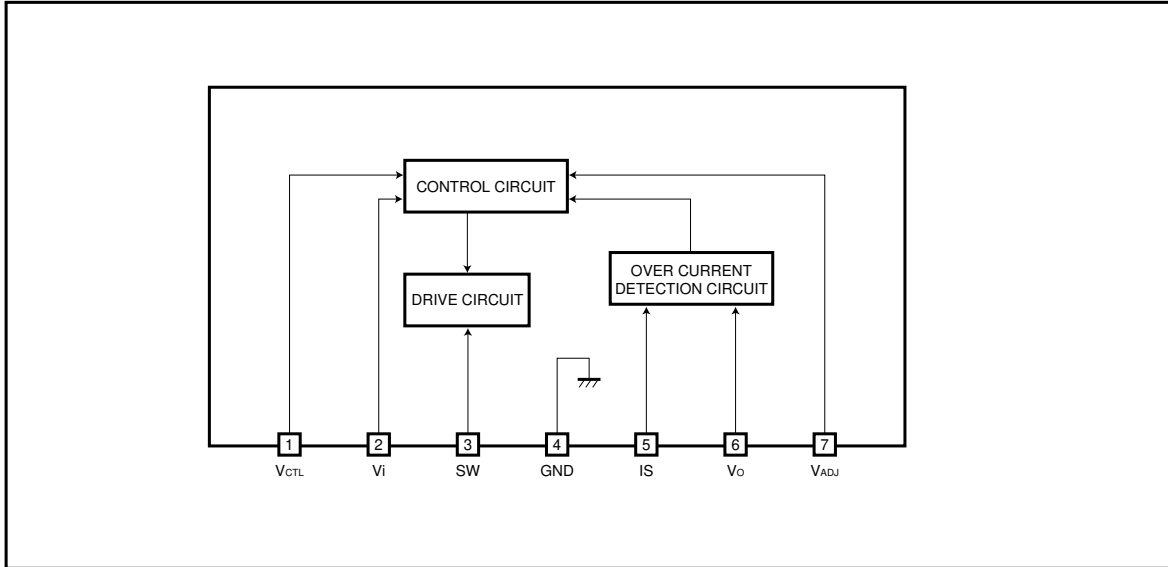 CONTROL CIRCUIT
OVER CURRENT
DETECTION CIRCUIT
DRIVE CIRCUIT
1 2 3 4 5 6 7
VCTL Vi SW GND IS VO VADJ